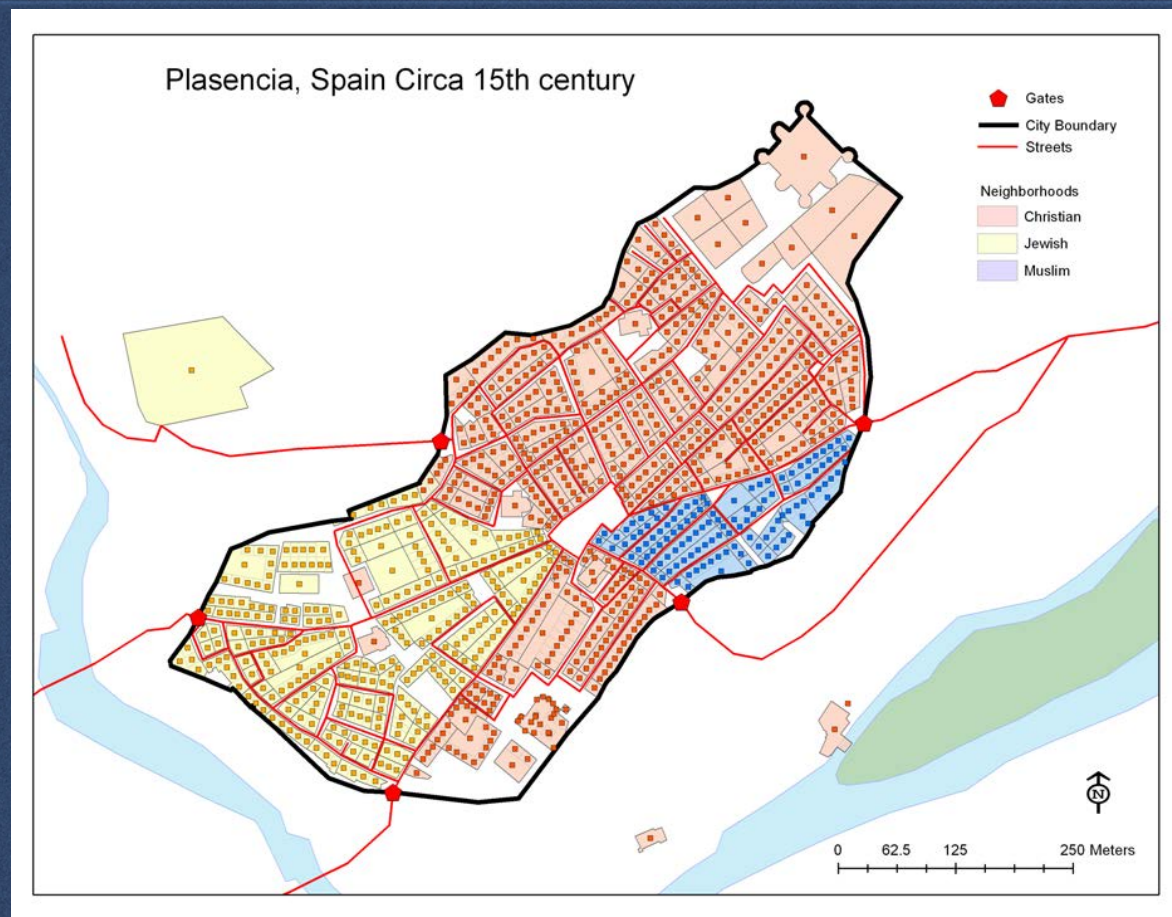 Plasencia, Spain Circa 15th century
Gates
City Boundary
Streets
Neighborhoods
Christian
Jewish
Muslim
N
0 62.5 125 250 Meters